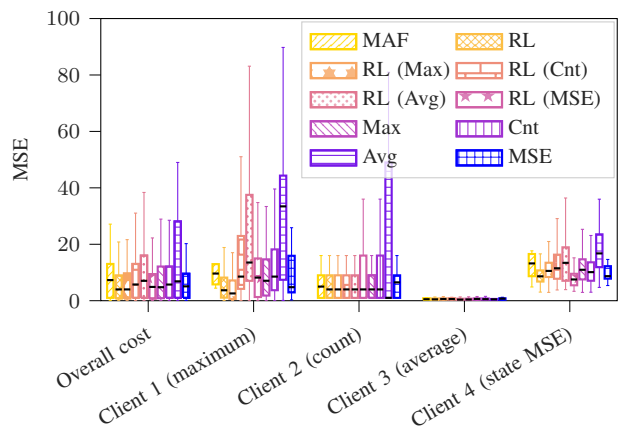 100
80
60
40
20
0
MSE
MAF
RL
RL (Max)
RL (Cnt)
RL (Avg)
RL (MSE)
Max
Cnt
Avg
MSE
Overall cost
Client 1 (maximum)
Client 2 (count)
Client 3 (average)
Client 4 (state MSE)